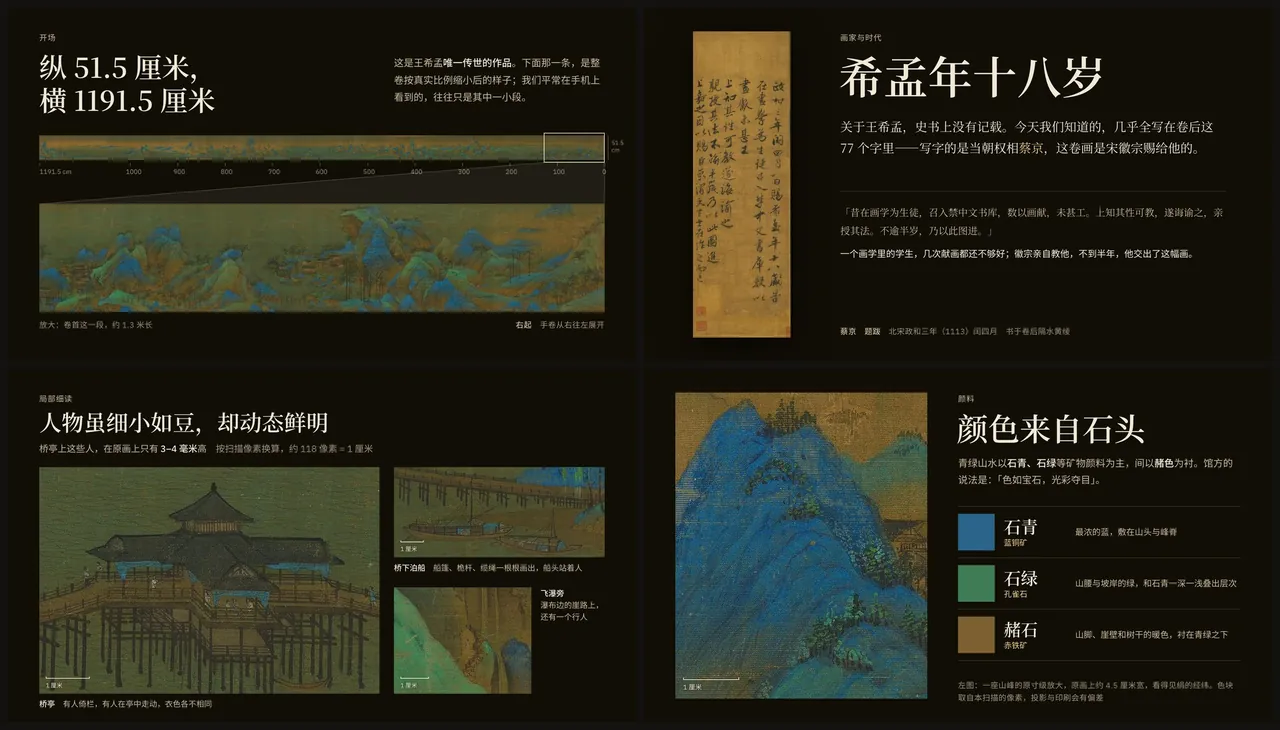 开场
纵 51.5 厘米，
横 1191.5 厘米
这是王希孟唯一传世的作品。下面那一条，是整
卷按真实比例缩小后的样子；我们平常在手机上
看到的，往往只是其中一小段。
51.5
cm
1191.5 cm 1000 900 800 700 600 500 400 300 200 100 0
放大：卷首这一段，约 1.3 米长
右起 手卷从右往左展开
画家与时代
希孟年十八岁
关于王希孟，史书上没有记载。今天我们知道的，几乎全写在卷后这
77 个字里——写字的是当朝权相蔡京，这卷画是宋徽宗赐给他的。
「昔在画学为生徒，召入禁中文书库，数以画献，未甚工。上知其性可教，遂诲谕之，亲
授其法。不逾半岁，乃以此图进。」
一个画学里的学生，几次献画都还不够好；徽宗亲自教他，不到半年，他交出了这幅画。
蔡京 题跋 北宋政和三年（1113）闰四月 书于卷后隔水黄绫
局部细读
人物虽细小如豆，却动态鲜明
桥亭上这些人，在原画上只有 3–4 毫米高 按扫描像素换算，约 118 像素 = 1 厘米
1 厘米
桥亭 有人倚栏，有人在亭中走动，衣色各不相同
1 厘米
桥下泊船 船篷、桅杆、缆绳一根根画出，船头站着人
1 厘米
飞瀑旁
瀑布边的崖路上，
还有一个行人
颜料
颜色来自石头
青绿山水以石青、石绿等矿物颜料为主，间以赭色为衬。馆方的
说法是：「色如宝石，光彩夺目」。
石青
蓝铜矿
最浓的蓝，敷在山头与峰脊
石绿
孔雀石
山腰与坡岸的绿，和石青一深一浅叠出层次
赭石
赤铁矿
山脚、崖壁和树干的暖色，衬在青绿之下
1 厘米
左图：一座山峰的原寸级放大，原画上约 4.5 厘米宽，看得见绢的经纬。色块
取自本扫描的像素，投影与印刷会有偏差